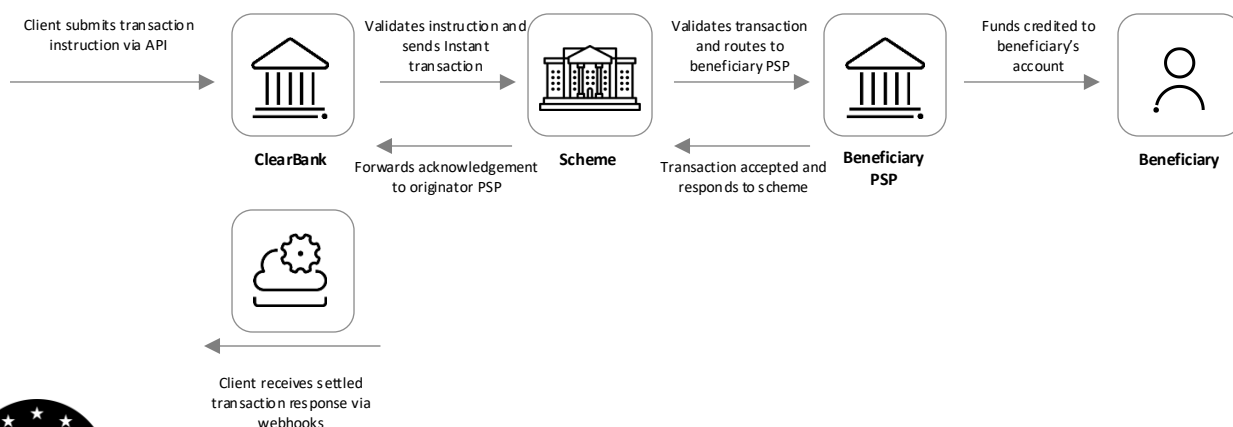 Client submits transaction
instruction via API
Validates instruction and
sends Instant
transaction
Validates transaction
and routes to
beneficiary PSP
Funds credited to
beneficiary's
account
ClearBank
Scheme
Beneficiary
PSP
Beneficiary
Forwards acknowledgement
to originator PSP
Transaction accepted and
responds to scheme
Client receives settled
transaction response via
webhooks